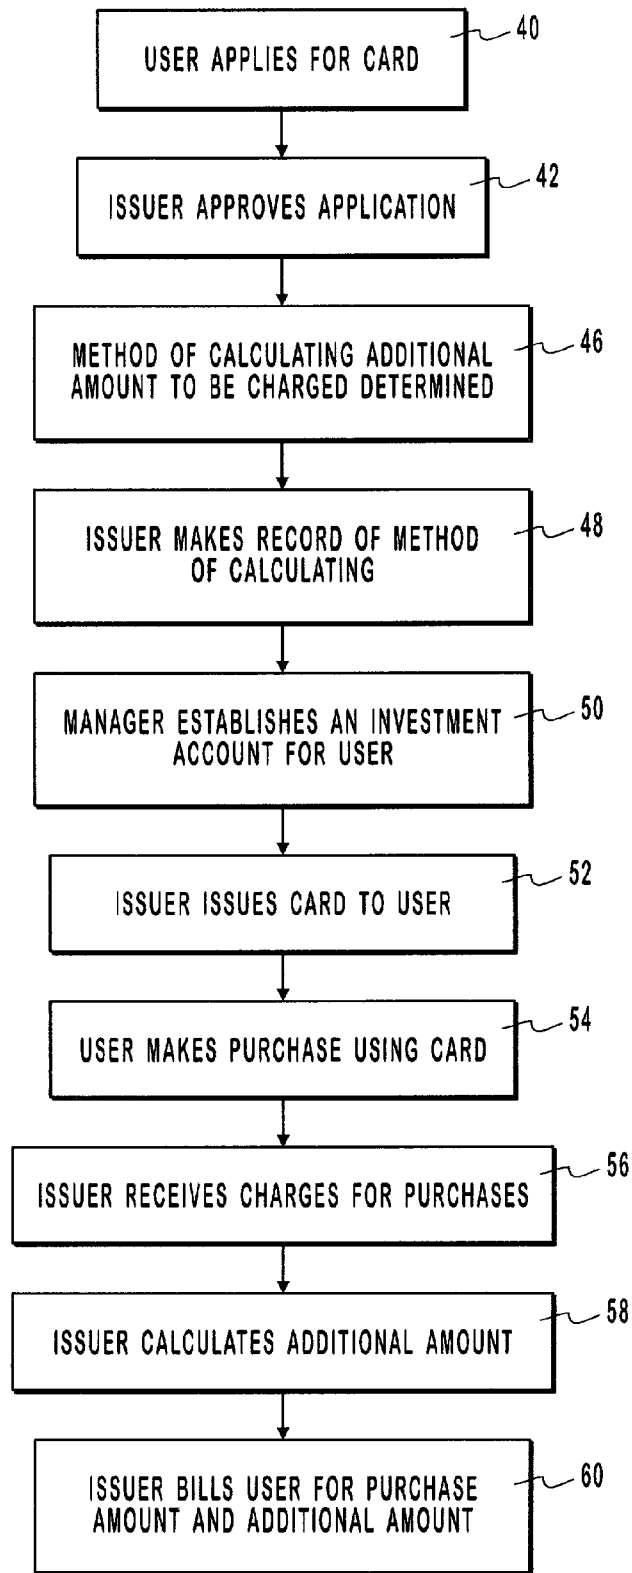 40
USER APPLIES FOR CARD
42
ISSUER APPROVES APPLICATION
46
METHOD OF CALCULATING ADDITIONAL
AMOUNT TO BE CHARGED DETERMINED
48
ISSUER MAKES RECORD OF METHOD
OF CALCULATING
50
MANAGER ESTABLISHES AN INVESTMENT
ACCOUNT FOR USER
52
ISSUER ISSUES CARD TO USER
54
USER MAKES PURCHASE USING CARD
56
ISSUER RECEIVES CHARGES FOR PURCHASES
58
ISSUER CALCULATES ADDITIONAL AMOUNT
60
ISSUER BILLS USER FOR PURCHASE
AMOUNT AND ADDITIONAL AMOUNT